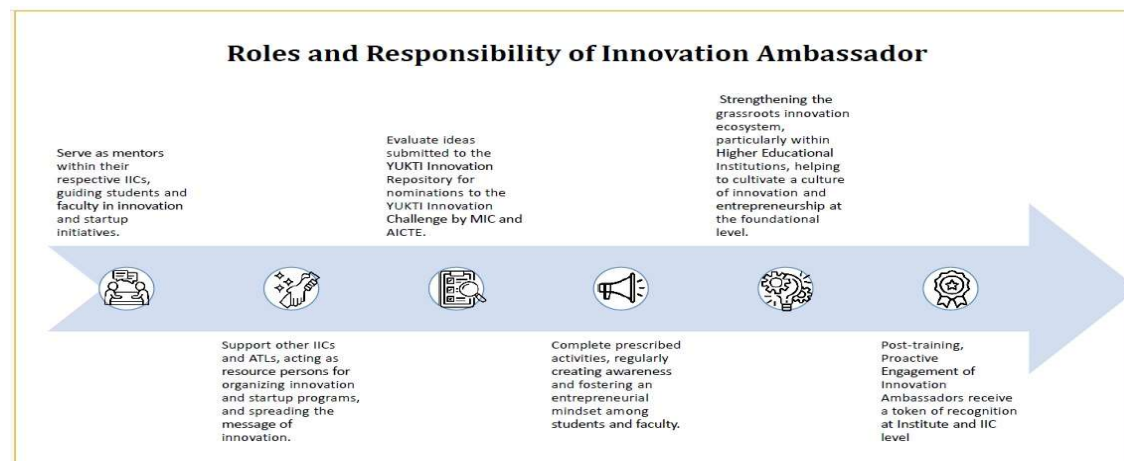 Roles and Responsibility of Innovation Ambassador
Serve as mentors
within their
respective IICs,
guiding students and
faculty in innovation
and startup
initiatives.
Support other IICs
and ATLs, acting as
resource persons for
organizing innovation
and startup programs,
and spreading the
message of
innovation.
Evaluate ideas
submitted to the
YUKTI Innovation
Repository for
nominations to the
YUKTI Innovation
Challenge by MIC and
AICTE.
Complete prescribed
activities, regularly
creating awareness
and fostering an
entrepreneurial
mindset among
students and faculty.
Strengthening the
grassroots innovation
ecosystem,
particularly within
Higher Educational
Institutions, helping
to cultivate a culture
of innovation and
entrepreneurship at
the foundational
level.
Post-training,
Proactive
Engagement of
Innovation
Ambassadors receive
a token of recognition
at Institute and IIC
level